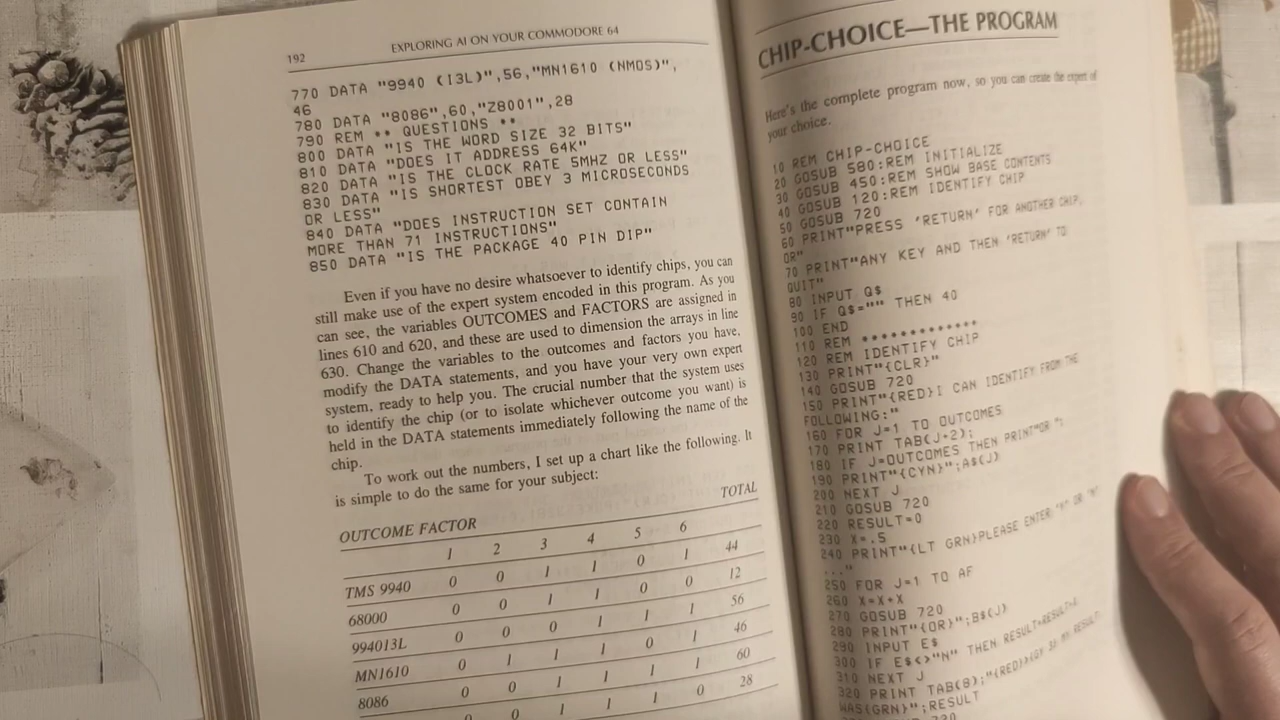 192
EXPLORING AI ON YOUR COMMODORE 64
770 DATA "9940 (I3L)",56,"MN1610 (NMOS)",
46
780 DATA "8086",60,"Z8001",28
790 REM ** QUESTIONS **
800 DATA "IS THE WORD SIZE 32 BITS"
810 DATA "DOES IT ADDRESS 64K"
820 DATA "IS THE CLOCK RATE 5MHZ OR LESS"
830 DATA "IS SHORTEST OBEY 3 MICROSECONDS
OR LESS"
840 DATA "DOES INSTRUCTION SET CONTAIN
MORE THAN 71 INSTRUCTIONS"
850 DATA "IS THE PACKAGE 40 PIN DIP"
Even if you have no desire whatsoever to identify chips, you can
still make use of the expert system encoded in this program. As you
can see, the variables OUTCOMES and FACTORS are assigned in
lines 610 and 620, and these are used to dimension the arrays in line
630. Change the variables to the outcomes and factors you have,
modify the DATA statements, and you have your very own expert
system, ready to help you. The crucial number that the system uses
to identify the chip (or to isolate whichever outcome you want) is
held in the DATA statements immediately following the name of the
chip.
To work out the numbers, I set up a chart like the following. It
is simple to do the same for your subject:
OUTCOME FACTOR TOTAL
1 2 3 4 5 6
TMS 9940 0 0 1 1 0 1 44
68000 0 0 1 1 0 0 12
994013L 0 0 0 1 1 1 56
MN1610 0 1 1 1 0 1 46
8086 0 0 1 1 1 1 60
0 0 1 1 1 0 28
CHIP-CHOICE—THE PROGRAM
Here's the complete program now, so you can create the expert of
your choice.
10 REM CHIP-CHOICE
20 GOSUB 580:REM INITIALIZE
30 GOSUB 450:REM SHOW BASE CONTENTS
40 GOSUB 120:REM IDENTIFY CHIP
50 GOSUB 720
60 PRINT"PRESS 'RETURN' FOR ANOTHER CHIP,
OR"
70 PRINT"ANY KEY AND THEN 'RETURN' TO
QUIT"
80 INPUT Q$
90 IF Q$="" THEN 40
100 END
110 REM *************
120 REM IDENTIFY CHIP
130 PRINT"{CLR}"
140 GOSUB 720
150 PRINT"{RED}I CAN IDENTIFY FROM THE
FOLLOWING:"
160 FOR J=1 TO OUTCOMES
170 PRINT TAB(J+2);
180 IF J=OUTCOMES THEN PRINT"OR ";
190 PRINT"{CYN}";A$(J)
200 NEXT J
210 GOSUB 720
220 RESULT=0
230 X=.5
240 PRINT"{LT GRN}PLEASE ENTER 'Y' OR 'N'
..."
250 FOR J=1 TO AF
260 X=X+X
270 GOSUB 720
280 PRINT"{OR}";B$(J)
290 INPUT E$
300 IF E$<>"N" THEN RESULT=RESULT+X
310 NEXT J
320 PRINT TAB(8);"{RED}} MY RESULT
WAS{GRN}";RESULT